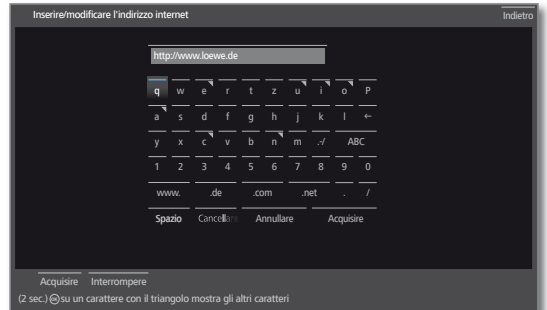 Inserire/modificare l'indirizzo internet Indietro
http://www.loewe.de
q w e r t z u i o P
a s d f g h j k l ←
y x c v b n m .-/ ABC
1 2 3 4 5 6 7 8 9 0
www. .de .com .net . /
Spazio Cancellare Annullare Acquisire
Acquisire Interrompere
(2 sec.) OK su un carattere con il triangolo mostra gli altri caratteri